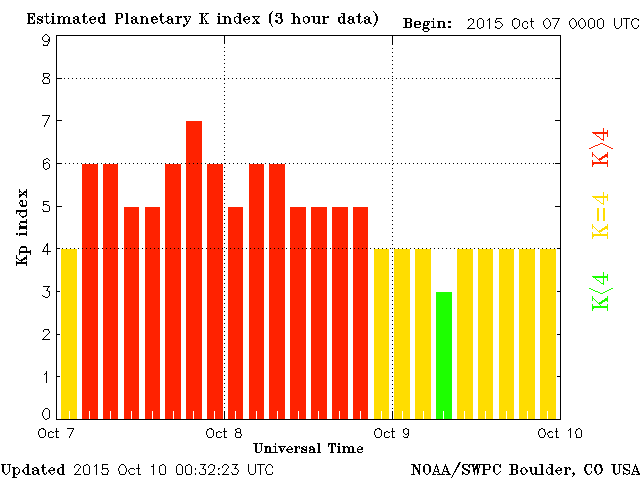 Estimated Planetary K index (3 hour data) Begin: 2015 Oct 07 0000 UTC
9
8
7
6
5
4
3
2
1
0
Kp index
K>4
K=4
K<4
Oct 7 Oct 8 Oct 9 Oct 10
Universal Time
Updated 2015 Oct 10 00:32:23 UTC NOAA/SWPC Boulder, CO USA